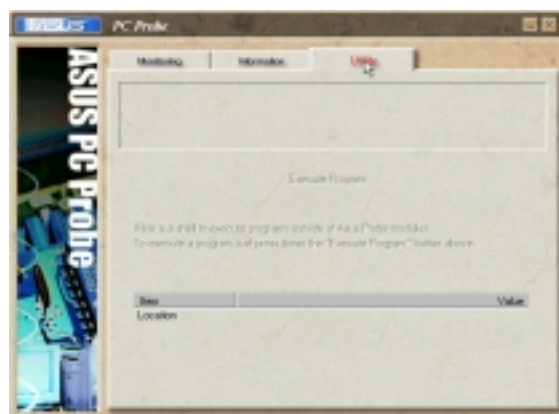 ASUS PC Probe
Monitoring Information Utility
ASUS PC Probe
Execute Program
Here is a shell to execute programs outside of Asus Probe modules
To execute a program just press down the "Execute Program" button above.
Item Value
Location